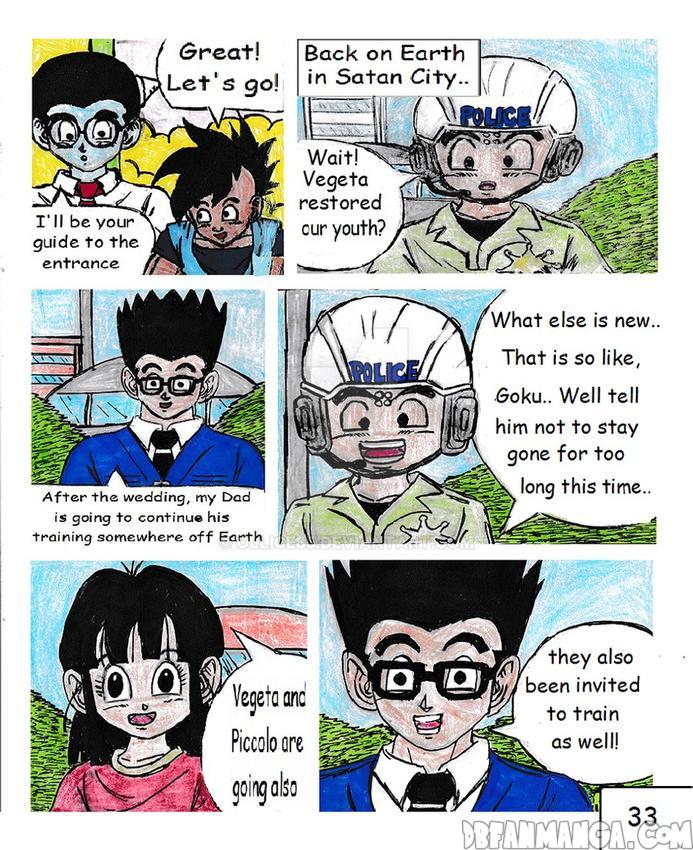 Great!
Let's go!
I'll be your
guide to the
entrance
Back on Earth
in Satan City..
POLICE
Wait!
Vegeta
restored
cur youth?
After the wedding, my Dad
is going to continue his
training somewhere off Earth
POLICE
What else is new..
That is so like,
Goku.. Well tell
him not to stay
gone for too
long this time..
Vegeta and
Piccolo are
going also
they also
been invited
to train
as well!
33
DBFANMANGA.COM